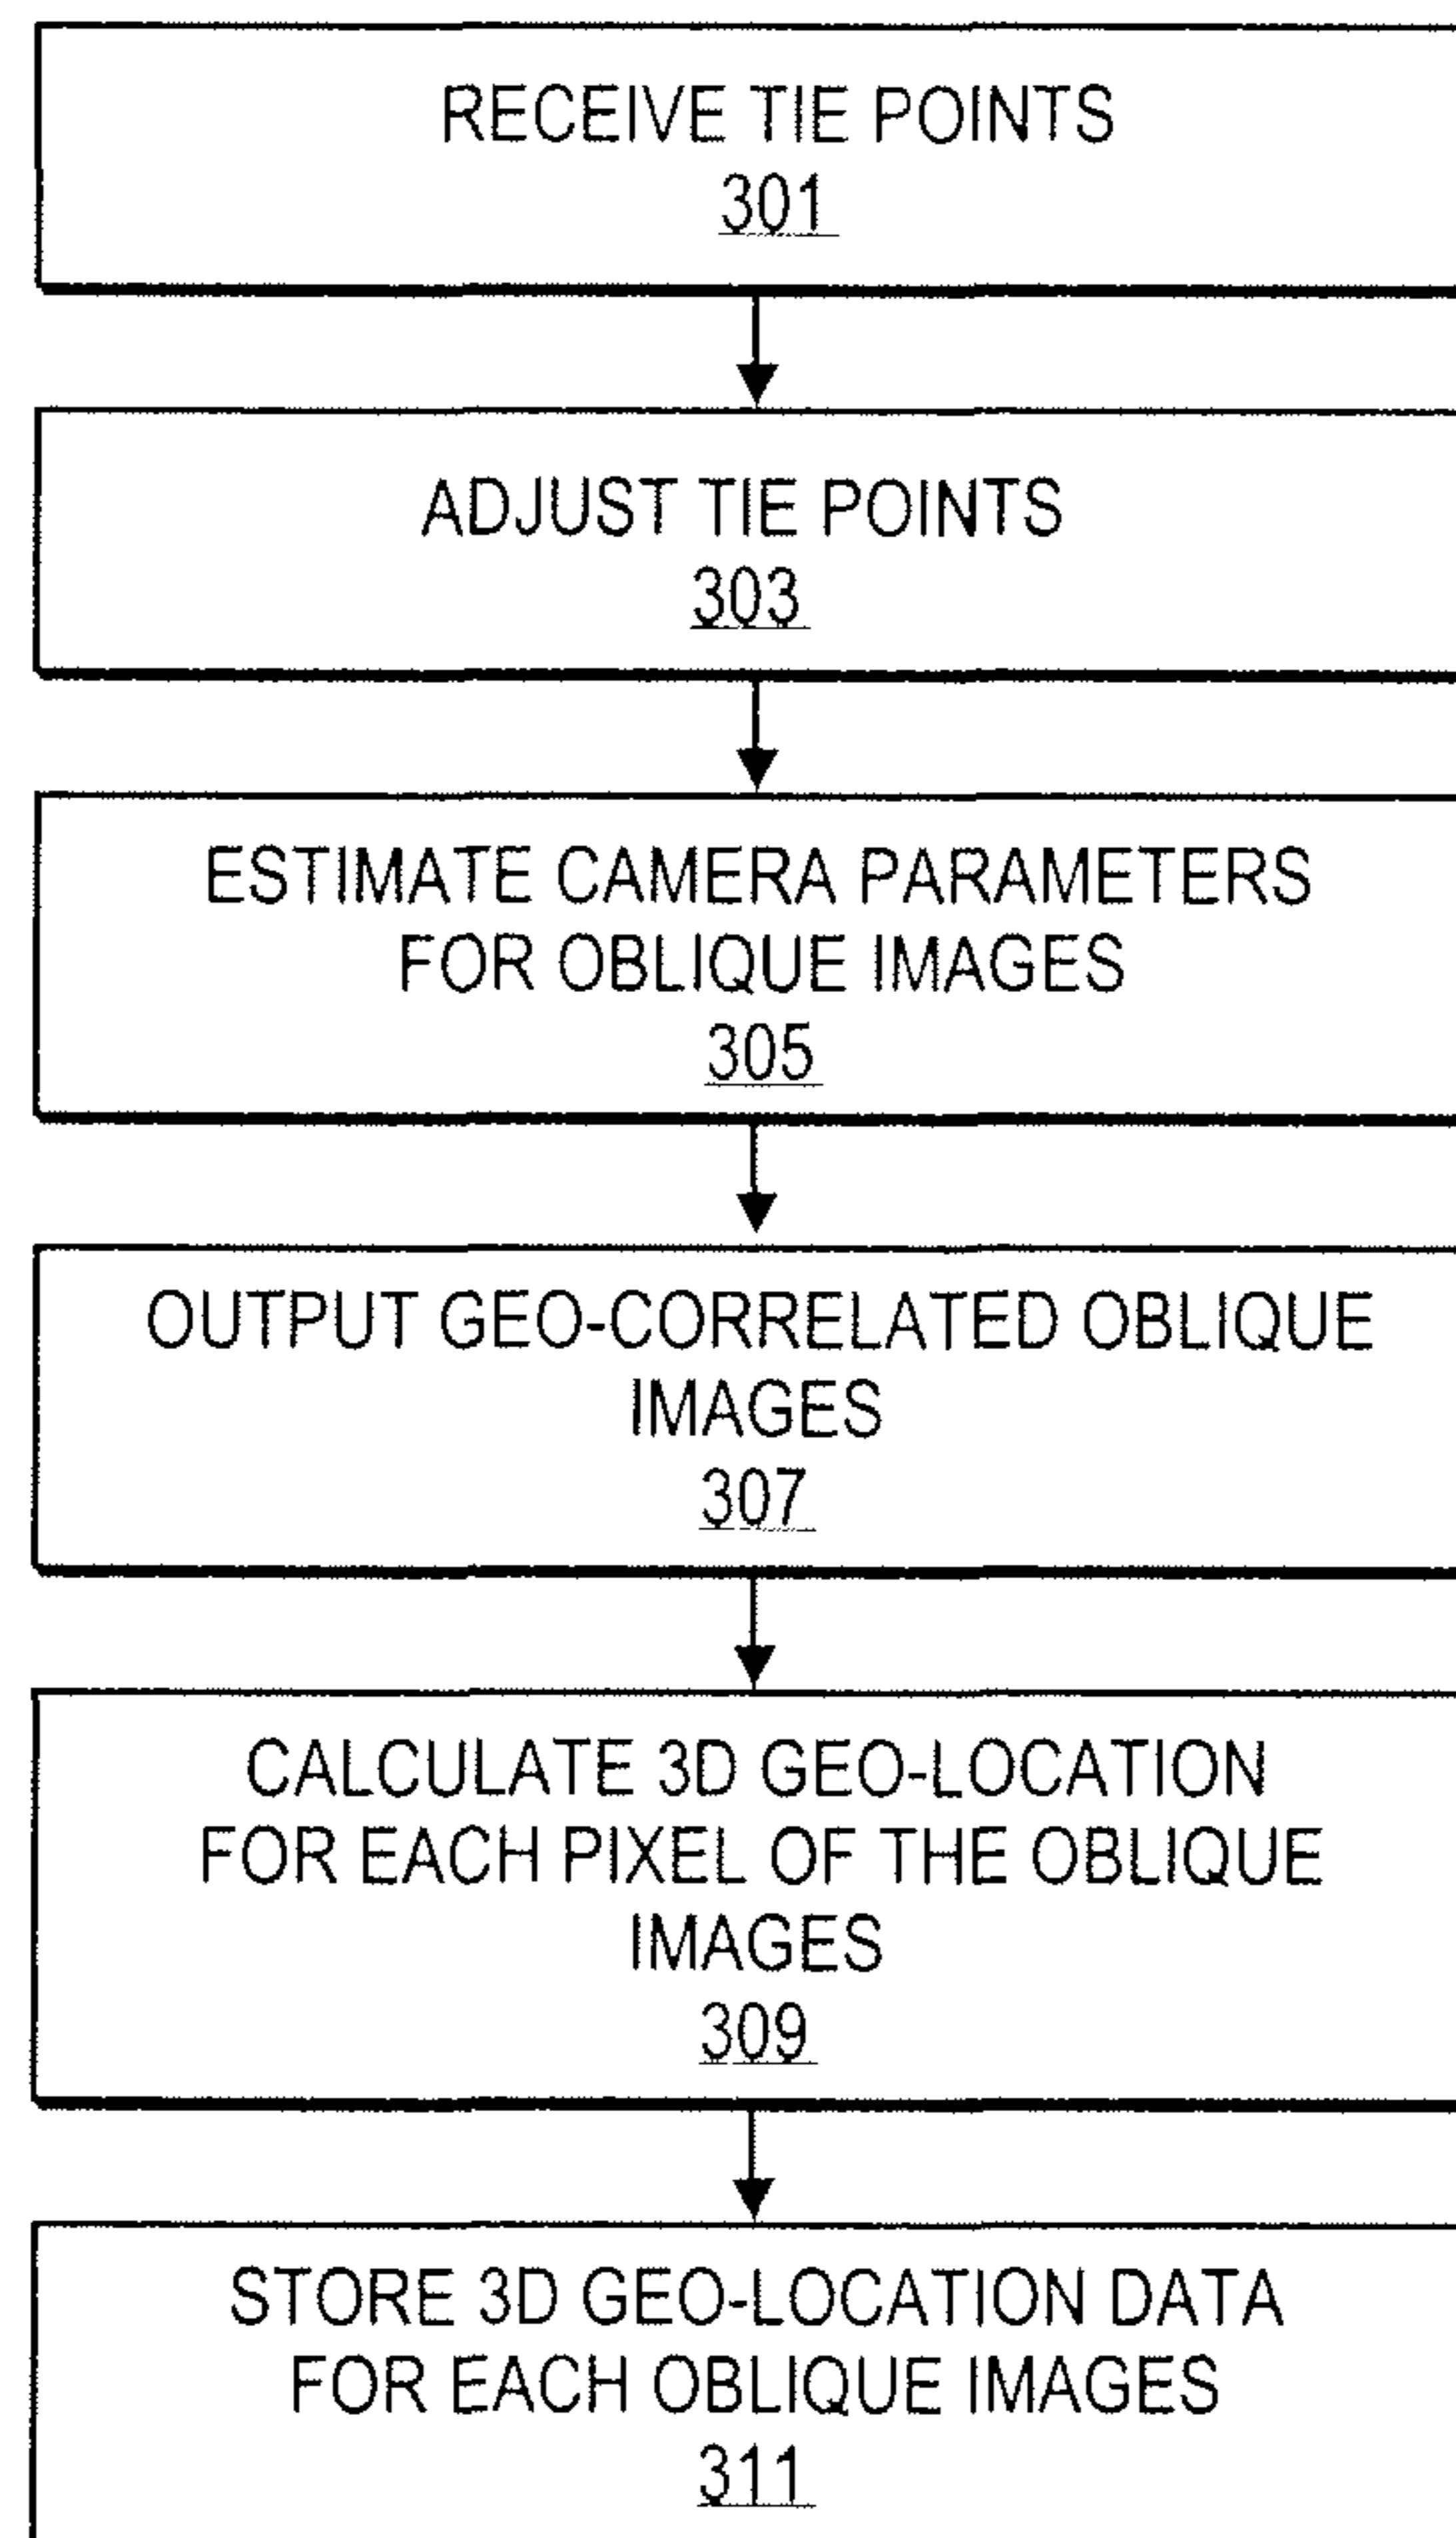 RECEIVE TIE POINTS
301
ADJUST TIE POINTS
303
ESTIMATE CAMERA PARAMETERS
FOR OBLIQUE IMAGES
305
OUTPUT GEO-CORRELATED OBLIQUE
IMAGES
307
CALCULATE 3D GEO-LOCATION
FOR EACH PIXEL OF THE OBLIQUE
IMAGES
309
STORE 3D GEO-LOCATION DATA
FOR EACH OBLIQUE IMAGES
311